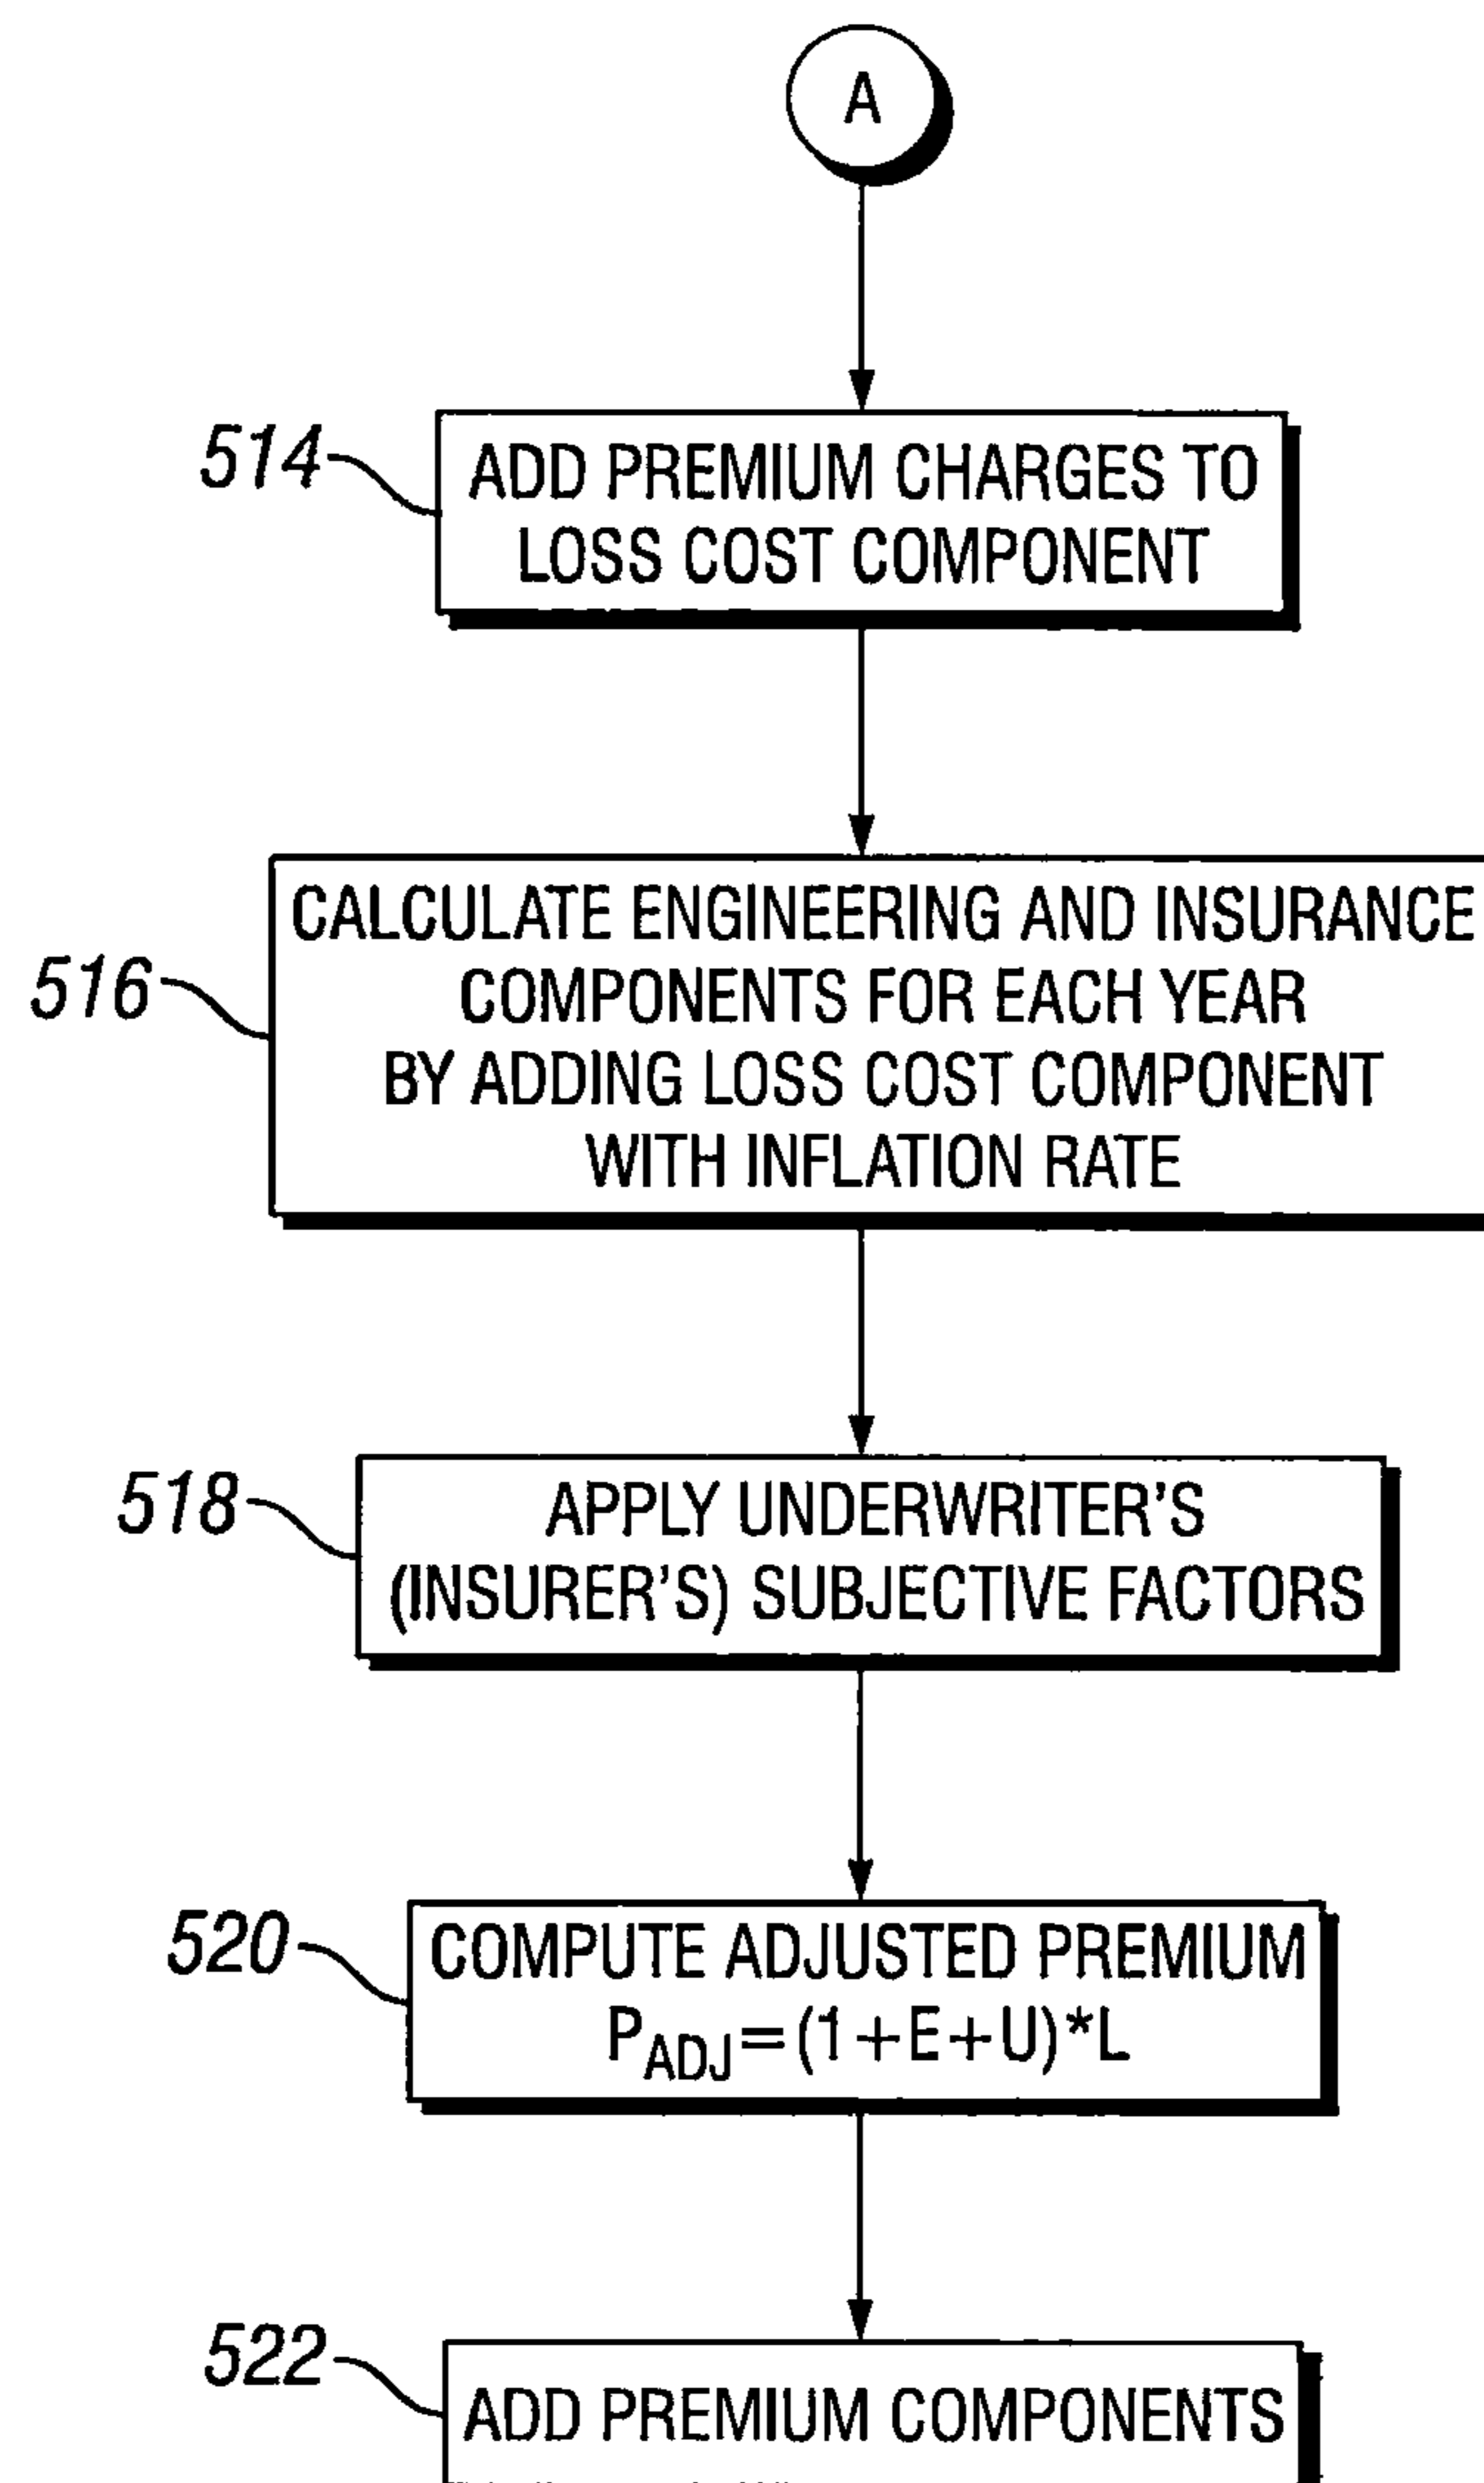 A
514
ADD PREMIUM CHARGES TO
LOSS COST COMPONENT
516
CALCULATE ENGINEERING AND INSURANCE
COMPONENTS FOR EACH YEAR
BY ADDING LOSS COST COMPONENT
WITH INFLATION RATE
518
APPLY UNDERWRITER'S
(INSURER'S) SUBJECTIVE FACTORS
520
COMPUTE ADJUSTED PREMIUM
PADJ=(1+E+U)*L
522
ADD PREMIUM COMPONENTS